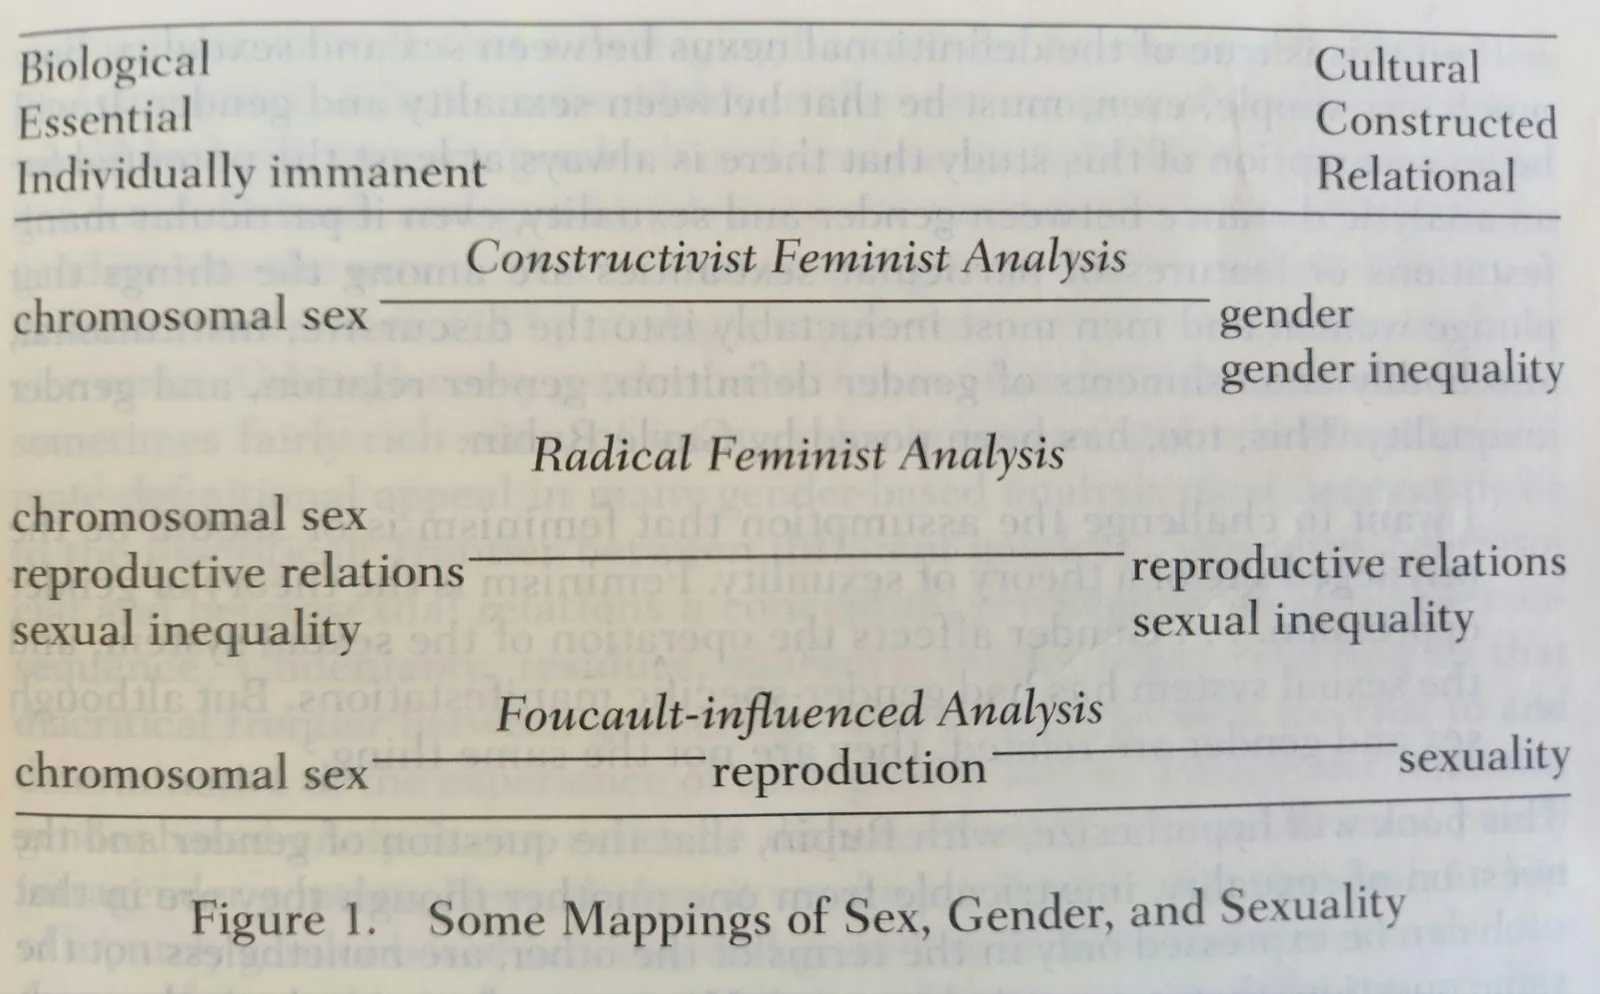 Biological Cultural
Essential Constructed
Individually immanent Relational
Constructivist Feminist Analysis
chromosomal sex gender
gender inequality
Radical Feminist Analysis
chromosomal sex
reproductive relations reproductive relations
sexual inequality sexual inequality
Foucault-influenced Analysis
chromosomal sex reproduction sexuality
Figure 1. Some Mappings of Sex, Gender, and Sexuality